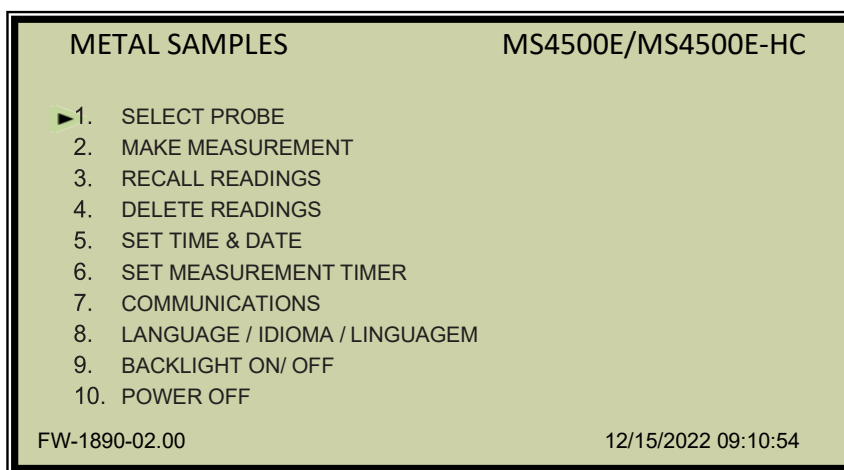 METAL SAMPLES MS4500E/MS4500E-HC
1. SELECT PROBE
2. MAKE MEASUREMENT
3. RECALL READINGS
4. DELETE READINGS
5. SET TIME & DATE
6. SET MEASUREMENT TIMER
7. COMMUNICATIONS
8. LANGUAGE / IDIOMA / LINGUAGEM
9. BACKLIGHT ON/ OFF
10. POWER OFF
FW-1890-02.00 12/15/2022 09:10:54